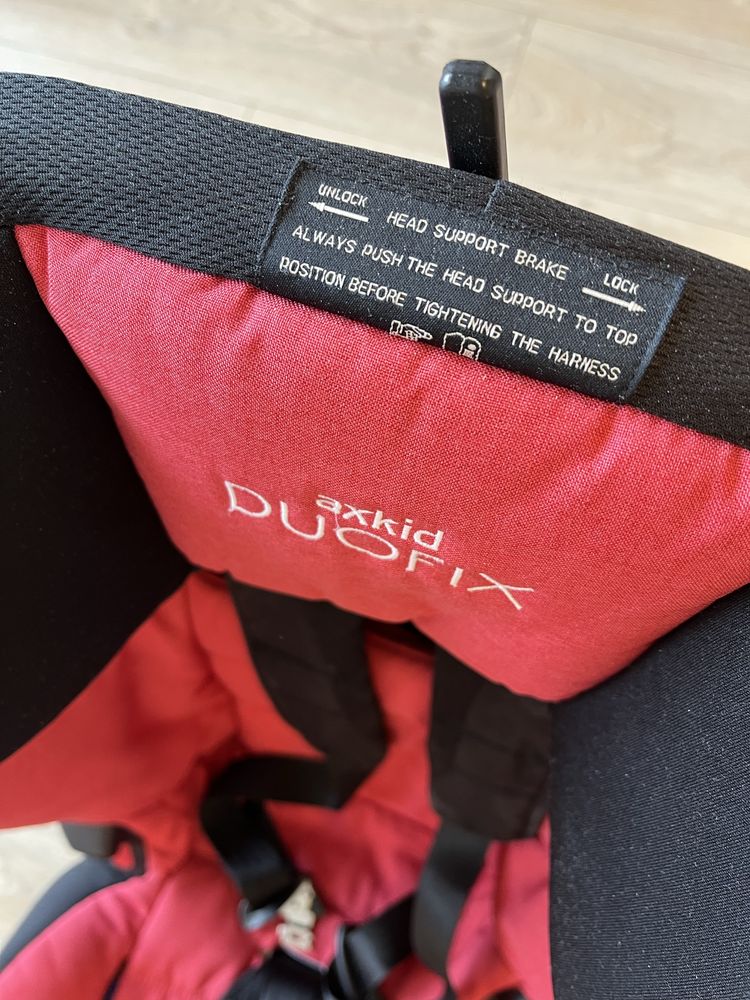 UNLOCK HEAD SUPPORT BRAKE LOCK
ALWAYS PUSH THE HEAD SUPPORT TO TOP
POSITION BEFORE TIGHTENING THE HARNESS
axkid
DUOFIX